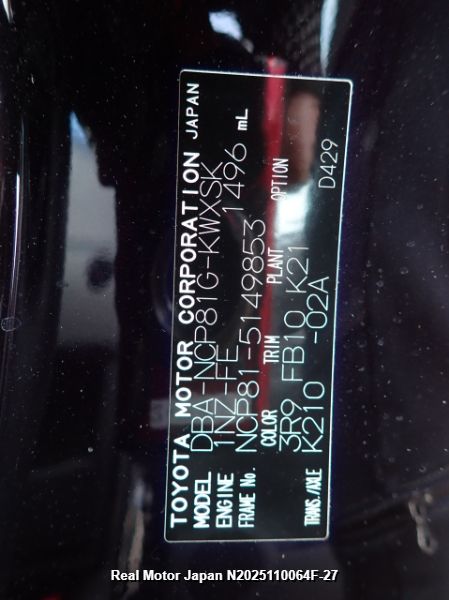 TOYOTA MOTOR CORPORATION JAPAN
MODEL DBA-NCP81G-KWXSK
ENGINE 1NZ-FE 1496 mL
FRAME No. NCP81-5149853
COLOR TRIM PLANT OPTION
3R9 FB10 K21
TRANS./AXLE K210 -02A
D429
Real Motor Japan N2025110064F-27